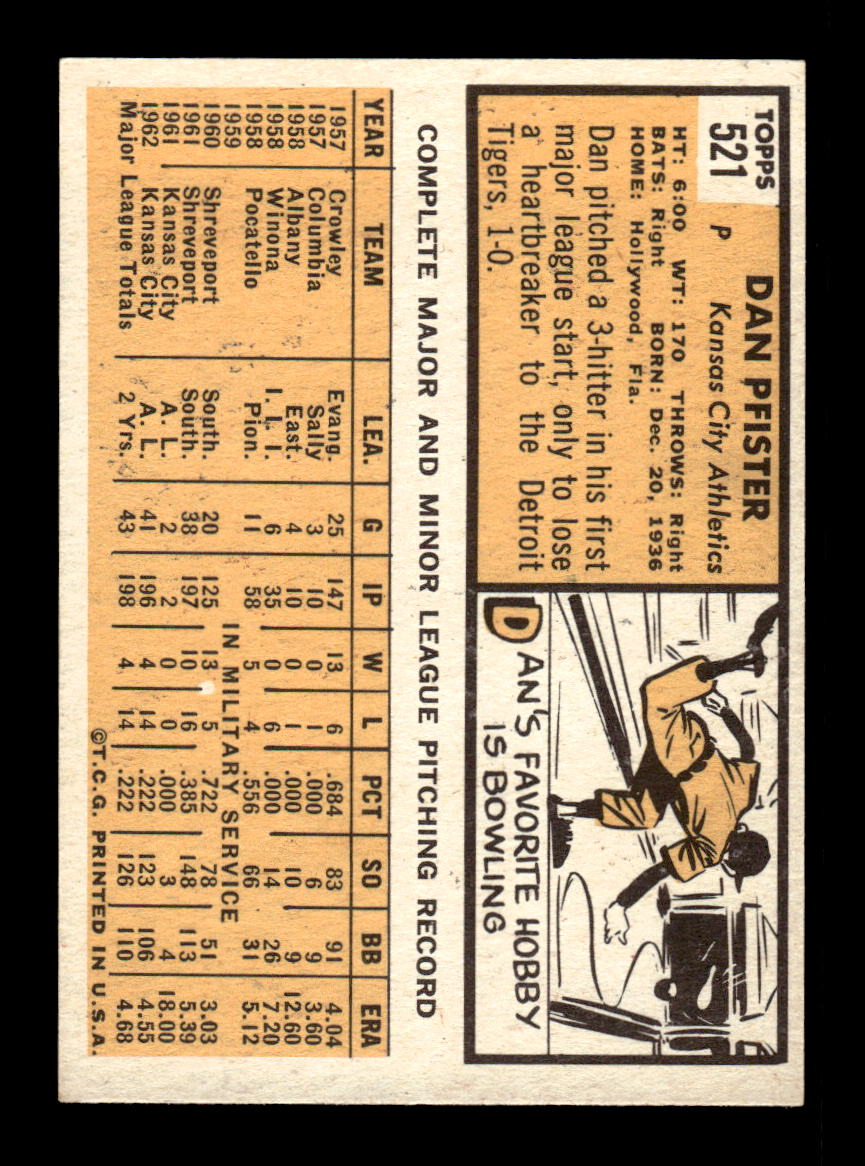 TOPPS
521
DAN PFISTER
P Kansas City Athletics
HT: 6:00 WT: 170 THROWS: Right
BATS: Right BORN: Dec. 20, 1936
HOME: Hollywood, Fla.
Dan pitched a 3-hitter in his first
major league start, only to lose
a heartbreaker to the Detroit
Tigers, 1-0.
DAN'S FAVORITE HOBBY
IS BOWLING
COMPLETE MAJOR AND MINOR LEAGUE PITCHING RECORD
YEAR TEAM LEA. G IP W L PCT SO BB ERA
1957 Crowley Evang. 25 147 13 6 .684 83 91 4.04
1957 Columbia Sally 3 10 0 1 .000 6 9 3.60
1958 Albany East. 4 10 0 1 .000 10 9 12.60
1958 Winona I. I. I. 6 35 0 6 .000 14 26 7.20
1958 Pocatello Pion. 11 58 5 4 .556 66 31 5.12
1959 IN MILITARY SERVICE
1960 Shreveport South. 20 125 13 5 .722 78 51 3.03
1961 Shreveport South. 38 197 10 16 .385 148 113 5.39
1961 Kansas City A. L. 2 2 0 0 .000 3 4 18.00
1962 Kansas City A. L. 41 196 4 14 .222 123 106 4.55
Major League Totals 2 Yrs. 43 198 4 14 .222 126 110 4.68
©T.C.G. PRINTED IN U.S.A.